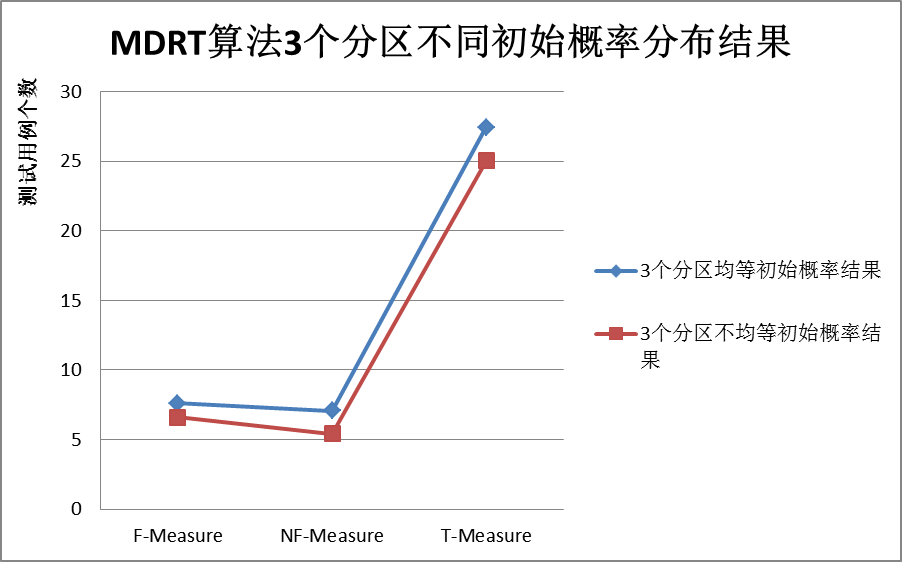 MDRT算法3个分区不同初始概率分布结果
测试用例个数
30
25
20
15
10
5
0
F-Measure
NF-Measure
T-Measure
3个分区均等初始概率结果
3个分区不均等初始概率结
果